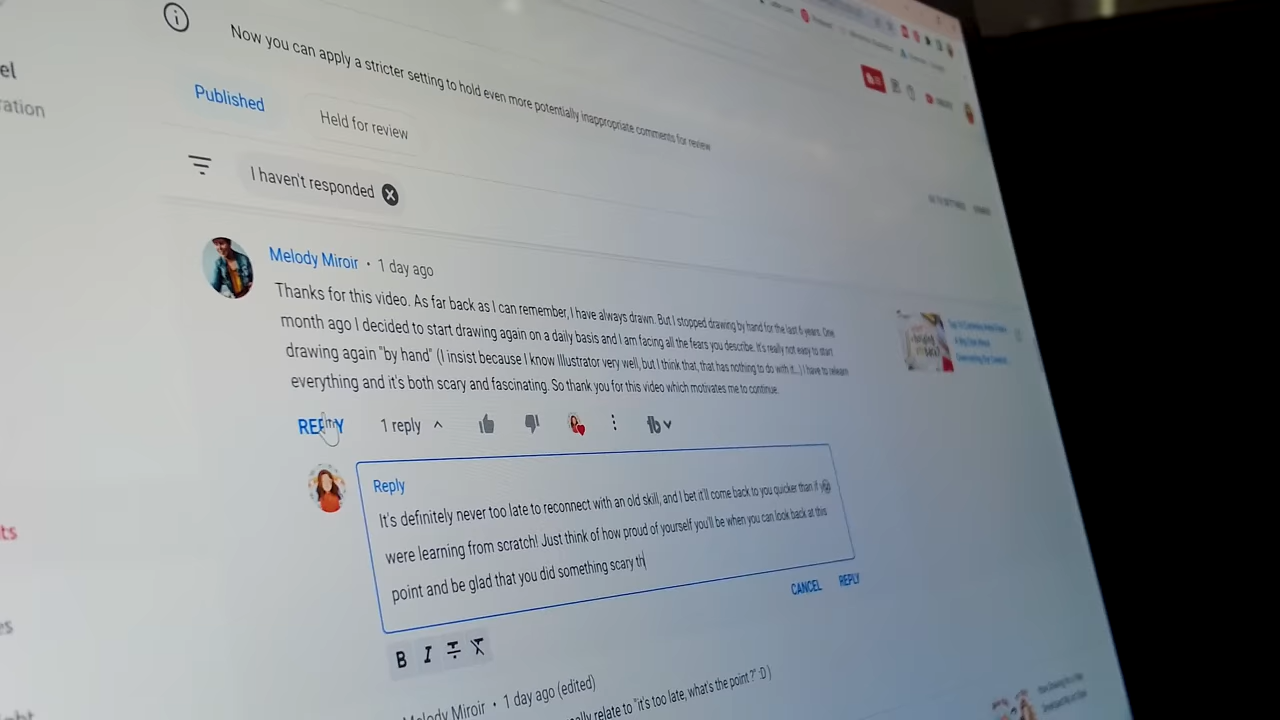 el
ration
Now you can apply a stricter setting to hold even more potentially inappropriate comments for review
Published
Held for review
I haven't responded
Melody Miroir • 1 day ago
Thanks for this video. As far back as I can remember, I have always drawn. But I stopped drawing by hand for the last 6 years. One
month ago I decided to start drawing again on a daily basis and I am facing all the fears you describe. It's really not easy to start
drawing again "by hand" (I insist because I know Illustrator very well, but I think that, that has nothing to do with it...) I have to relearn
everything and it's both scary and fascinating. So thank you for this video which motivates me to continue.
REPLY
1 reply
Reply
It's definitely never too late to reconnect with an old skill, and I bet it'll come back to you quicker than if you
were learning from scratch! Just think of how proud of yourself you'll be when you can look back at this
point and be glad that you did something scary tri
CANCEL
REPLY
ts
es
B I
Melody Miroir • 1 day ago (edited)
ally relate to "it's too late, what's the point?" :D )